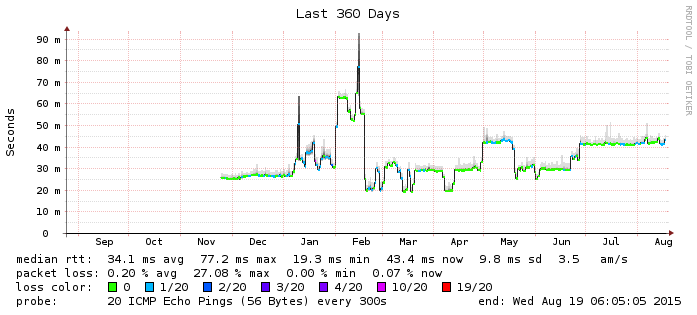 Last 360 Days
RRDTOOL / TOBI OETIKER
Seconds
90 m
80 m
70 m
60 m
50 m
40 m
30 m
20 m
10 m
0
Sep Oct Nov Dec Jan Feb Mar Apr May Jun Jul Aug
median rtt: 34.1 ms avg 77.2 ms max 19.3 ms min 43.4 ms now 9.8 ms sd 3.5 am/s
packet loss: 0.20 % avg 27.08 % max 0.00 % min 0.07 % now
loss color: 0 1/20 2/20 3/20 4/20 10/20 19/20
probe: 20 ICMP Echo Pings (56 Bytes) every 300s end: Wed Aug 19 06:05:05 2015